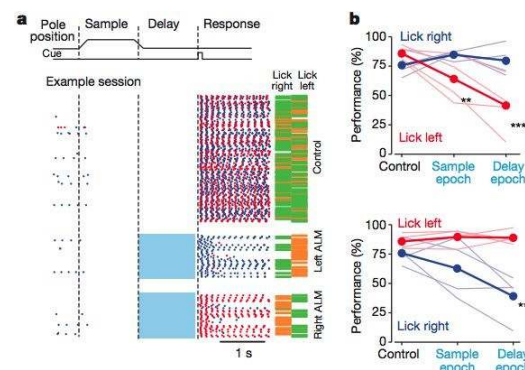 a
Pole position
Sample
Delay
Response
Cue
Example session
Lick right
Lick left
Control
Left ALM
Right ALM
1 s
b
Performance (%)
100
75
50
25
0
Lick right
Lick left
**
***
Control
Sample epoch
Delay epoch
Performance (%)
100
75
50
25
0
Lick left
Lick right
**
Control
Sample epoch
Delay epoch